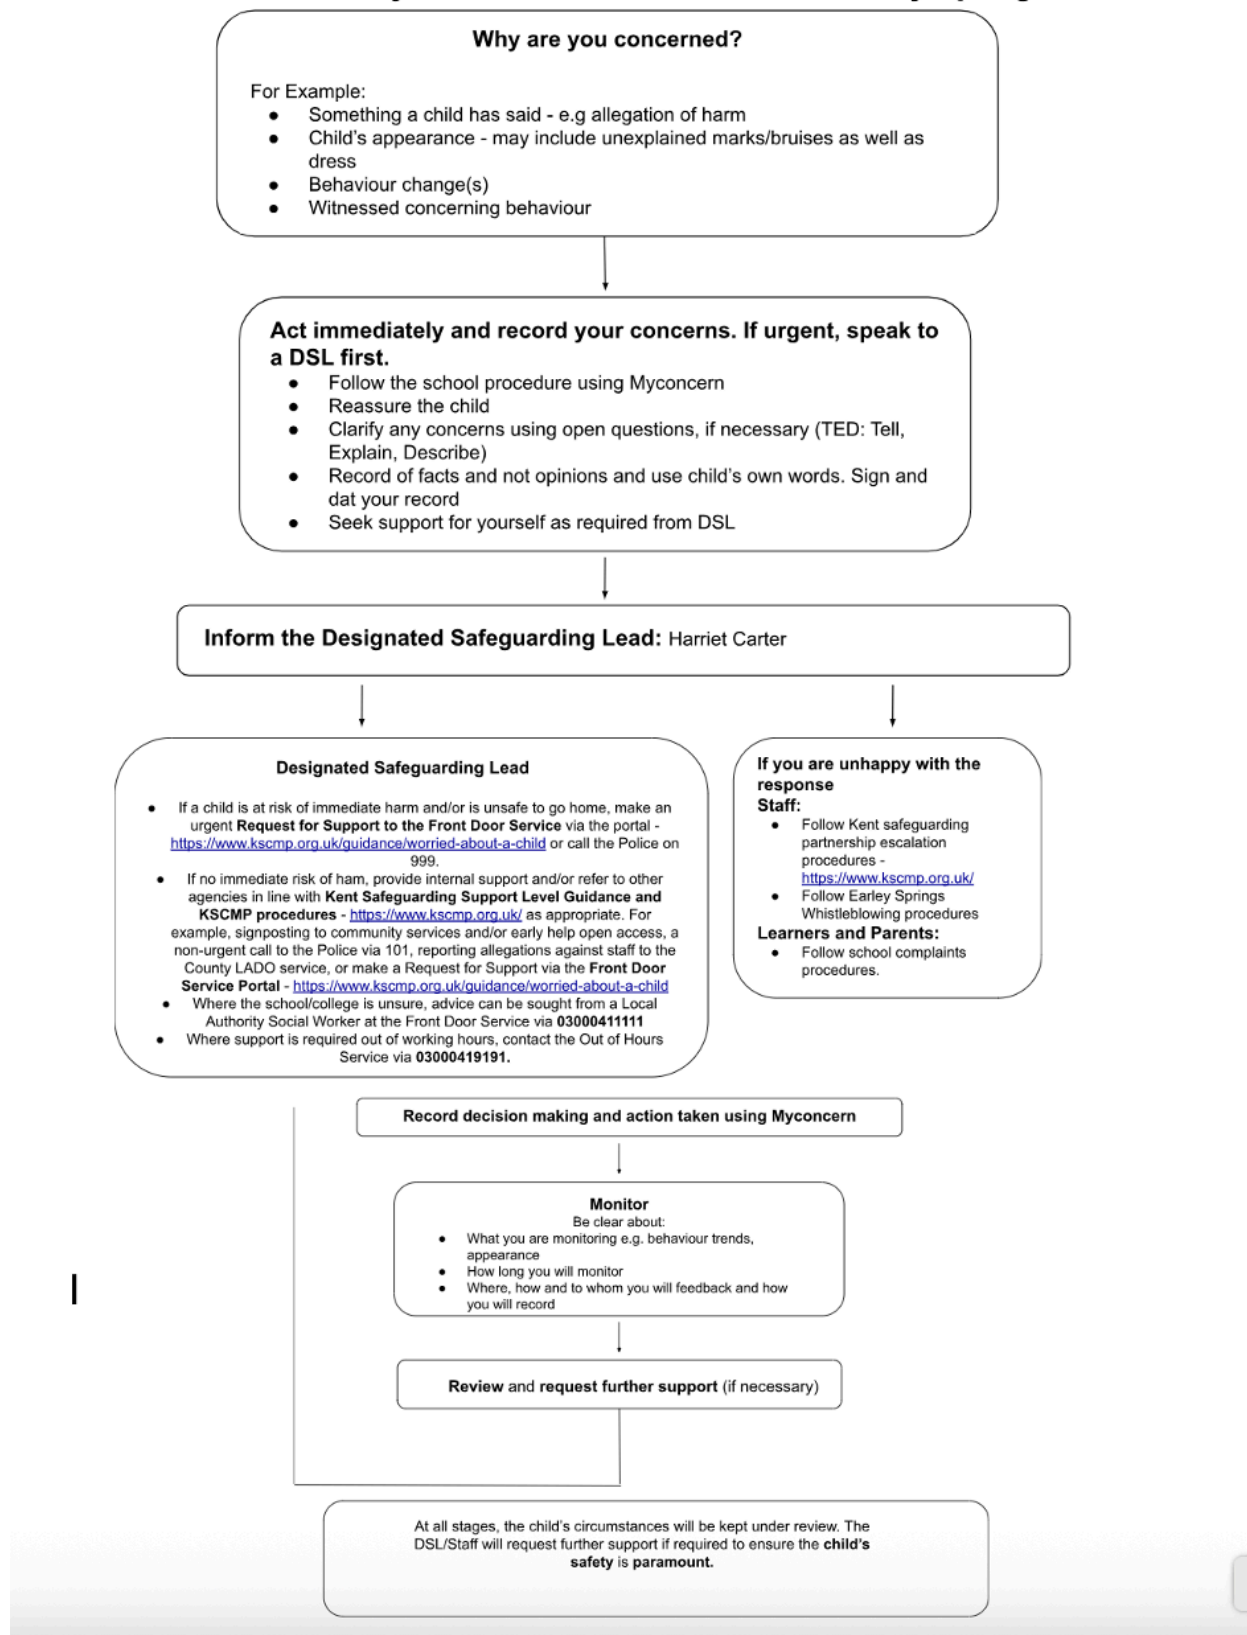 Why are you concerned?
For Example:
● Something a child has said - e.g allegation of harm
● Child's appearance - may include unexplained marks/bruises as well as
dress
● Behaviour change(s)
● Witnessed concerning behaviour
Act immediately and record your concerns. If urgent, speak to
a DSL first.
● Follow the school procedure using Myconcern
● Reassure the child
● Clarify any concerns using open questions, if necessary (TED: Tell,
Explain, Describe)
● Record of facts and not opinions and use child's own words. Sign and
dat your record
● Seek support for yourself as required from DSL
Inform the Designated Safeguarding Lead: Harriet Carter
Designated Safeguarding Lead
● If a child is at risk of immediate harm and/or is unsafe to go home, make an
urgent Request for Support to the Front Door Service via the portal -
https://www.kscmp.org.uk/guidance/worried-about-a-child or call the Police on
999.
● If no immediate risk of ham, provide internal support and/or refer to other
agencies in line with Kent Safeguarding Support Level Guidance and
KSCMP procedures - https://www.kscmp.org.uk/ as appropriate. For
example, signposting to community services and/or early help open access, a
non-urgent call to the Police via 101, reporting allegations against staff to the
County LADO service, or make a Request for Support via the Front Door
Service Portal - https://www.kscmp.org.uk/guidance/worried-about-a-child
● Where the school/college is unsure, advice can be sought from a Local
Authority Social Worker at the Front Door Service via 03000411111
● Where support is required out of working hours, contact the Out of Hours
Service via 03000419191.
If you are unhappy with the
response
Staff:
● Follow Kent safeguarding
partnership escalation
procedures -
https://www.kscmp.org.uk/
● Follow Earley Springs
Whistleblowing procedures
Learners and Parents:
● Follow school complaints
procedures.
Record decision making and action taken using Myconcern
Monitor
Be clear about:
● What you are monitoring e.g. behaviour trends,
appearance
● How long you will monitor
● Where, how and to whom you will feedback and how
you will record
Review and request further support (if necessary)
At all stages, the child's circumstances will be kept under review. The
DSL/Staff will request further support if required to ensure the child's
safety is paramount.